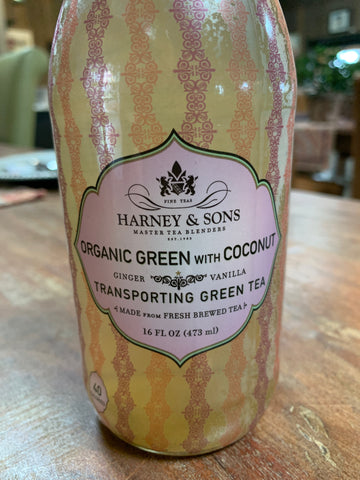 FINE TEAS
HARNEY & SONS
MASTER TEA BLENDERS
EST. 1983
ORGANIC GREEN WITH COCONUT
GINGER VANILLA
TRANSPORTING GREEN TEA
MADE FROM FRESH BREWED TEA
16 FL OZ (473 ml)
40